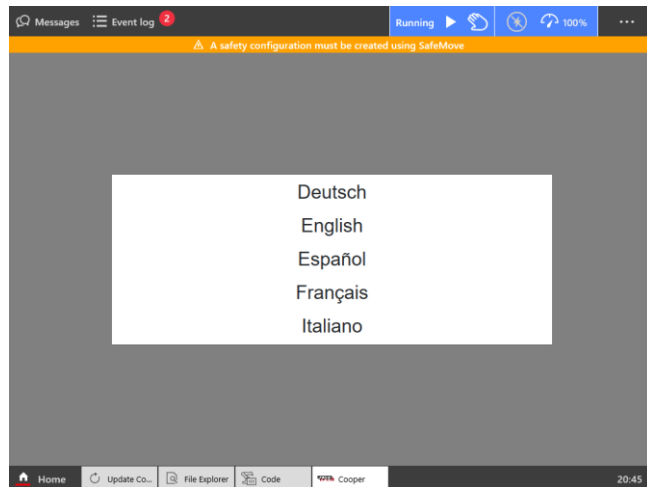 Messages Event log 2 Running 100% ...
A safety configuration must be created using SafeMove
Deutsch
English
Español
Français
Italiano
Home Update Co... File Explorer Code Cooper 20:45